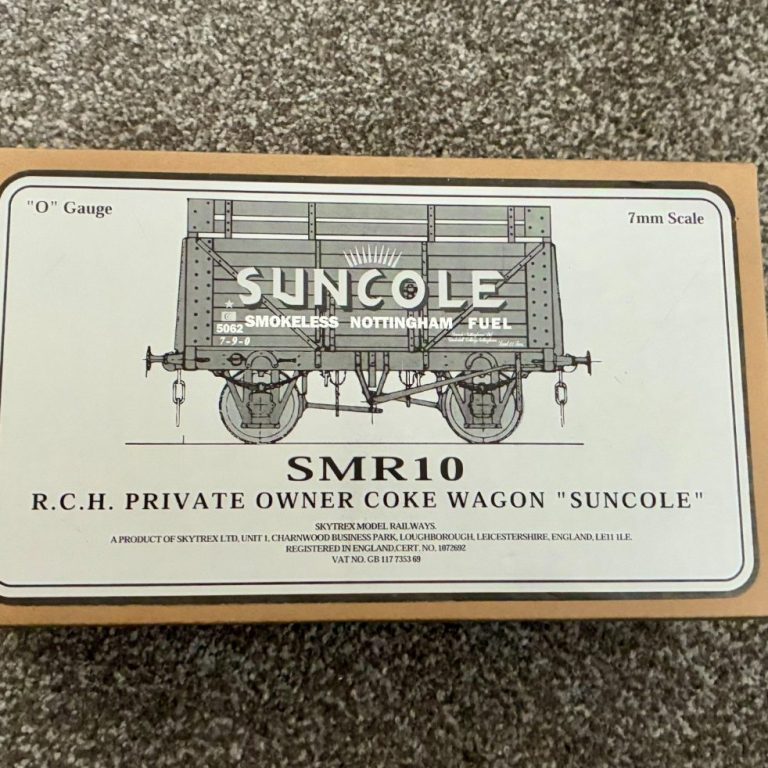 "O" Gauge
7mm Scale
SUNCOLE
5062 SMOKELESS NOTTINGHAM FUEL
7-9-0
SMR10
R.C.H. PRIVATE OWNER COKE WAGON "SUNCOLE"
SKYTREX MODEL RAILWAYS.
A PRODUCT OF SKYTREX LTD, UNIT 1, CHARNWOOD BUSINESS PARK, LOUGHBOROUGH, LEICESTERSHIRE, ENGLAND, LE11 1LE.
REGISTERED IN ENGLAND,CERT. NO. 1072692
VAT NO. GB 117 7353 69